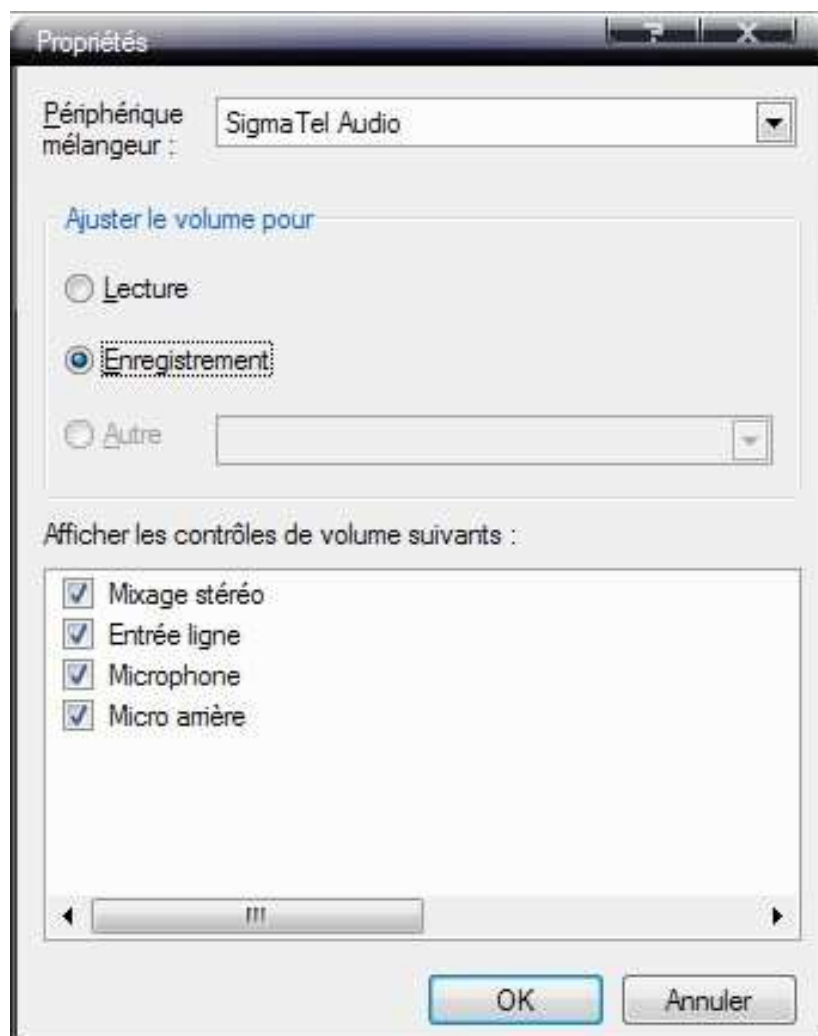 Propriétés
Périphérique
mélangeur :
SigmaTel Audio
Ajuster le volume pour
Lecture
Enregistrement
Autre
Afficher les contrôles de volume suivants :
Mixage stéréo
Entrée ligne
Microphone
Micro arrière
OK
Annuler